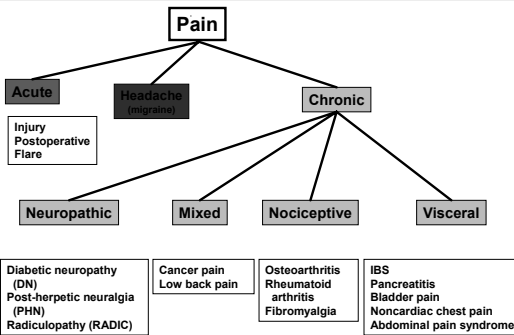 Pain
Acute
Headache
(migraine)
Chronic
Injury
Postoperative
Flare
Neuropathic
Mixed
Nociceptive
Visceral
Diabetic neuropathy
(DN)
Post-herpetic neuralgia
(PHN)
Radiculopathy (RADIC)
Cancer pain
Low back pain
Osteoarthritis
Rheumatoid
arthritis
Fibromyalgia
IBS
Pancreatitis
Bladder pain
Noncardiac chest pain
Abdominal pain syndrome